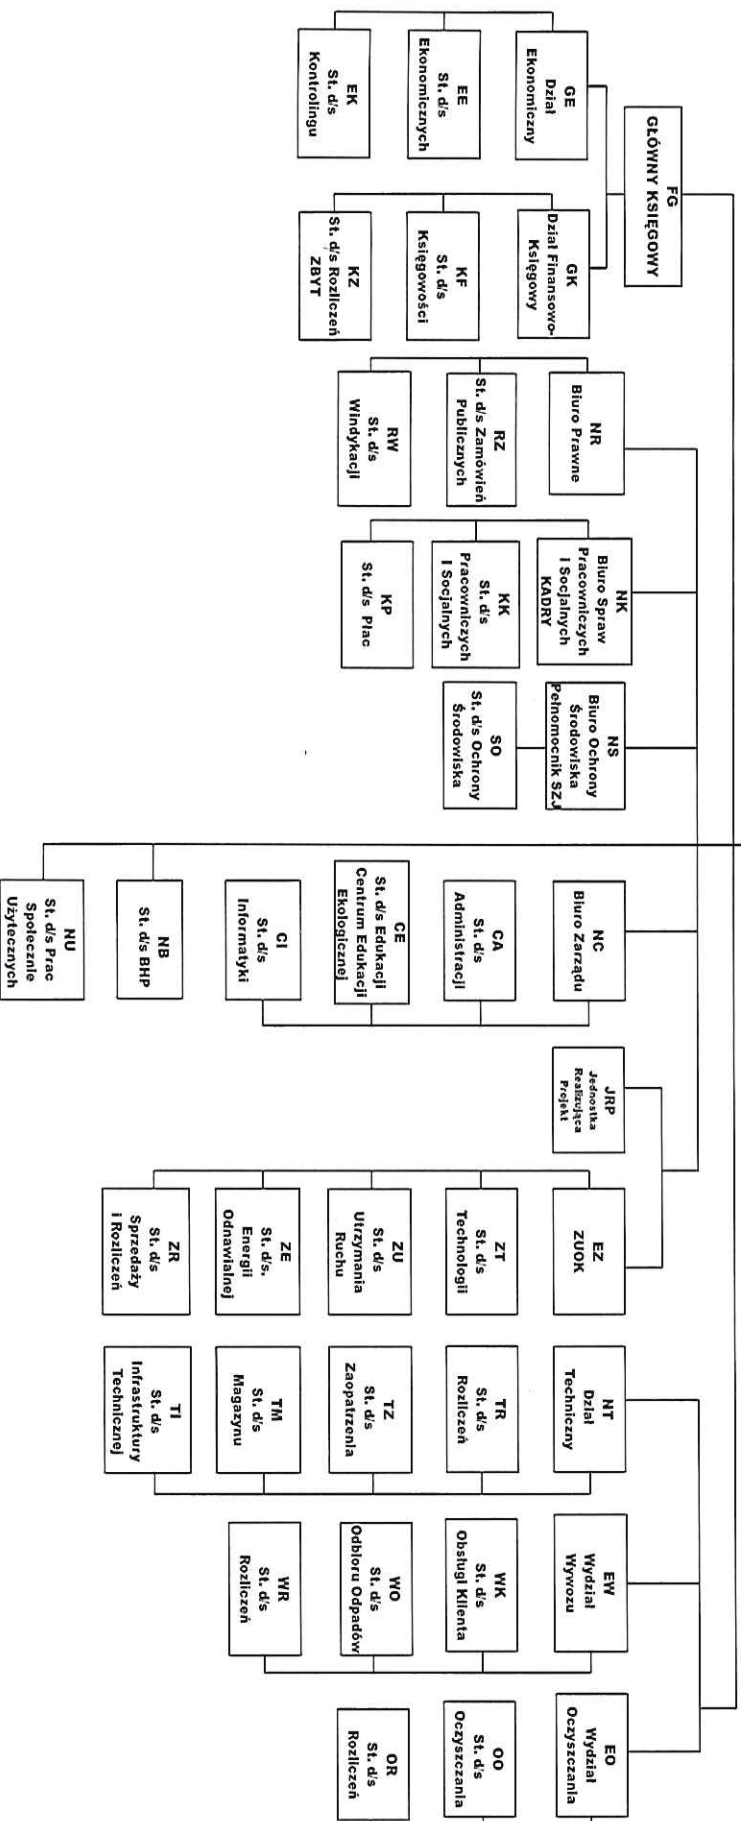 FG
GŁÓWNY KSIĘGOWY
GE
Dział
Ekonomiczny
EE
St. d/s
Ekonomicznych
EK
St. d/s
Kontrolingu
GK
Dział Finansowo-
Księgowy
KF
St. d/s
Księgowości
KZ
St. d/s Rozliczeń
ZBYT
NR
Biuro Prawne
RZ
St. d/s Zamówień
Publicznych
RW
St. d/s
Windykacji
NK
Biuro Spraw
Pracowniczych
I Socjalnych
KADRY
KK
St. d/s
Pracowniczych
I Socjalnych
KP
St. d/s Płac
NS
Biuro Ochrony
Środowiska
Pełnomocnik SZJ
SO
St. d/s Ochrony
Środowiska
NC
Biuro Zarządu
CA
St. d/s
Administracji
CE
St. d/s Edukacji
Centrum Edukacji
Ekologicznej
CI
St. d/s
Informatyki
NB
St. d/s BHP
NU
St. d/s Prac
Społecznie
Użytecznych
JRP
Jednostka
Realizująca
Projekt
EZ
ZUOK
ZT
St. d/s
Technologii
ZU
St. d/s
Utrzymania
Ruchu
ZE
St. d/s.
Energii
Odnawialnej
ZR
St. d/s
Sprzedaży
i Rozliczeń
NT
Dział
Techniczny
TR
St. d/s
Rozliczeń
TZ
St. d/s
Zaopatrzenia
TM
St. d/s
Magazynu
TI
St. d/s
Infrastruktury
Technicznej
EW
Wydział
Wywozu
WK
St. d/s
Obsługi Klienta
WO
St. d/s
Odbioru Odpadów
WR
St. d/s
Rozliczeń
EO
Wydział
Oczyszczania
OO
St. d/s
Oczyszczania
OR
St. d/s
Rozliczeń